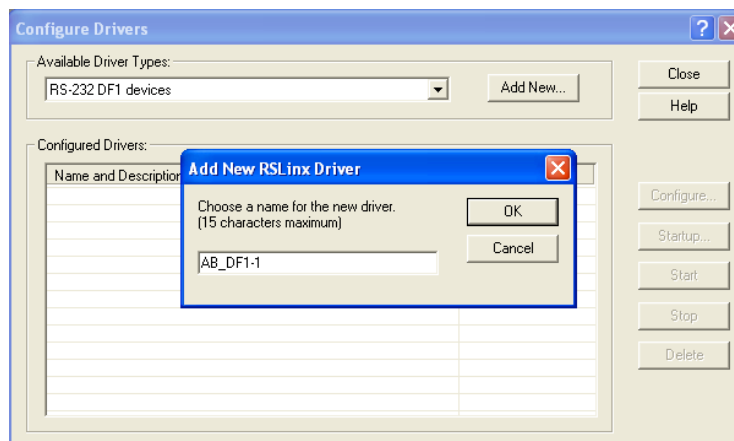 Configure Drivers
Available Driver Types:
RS-232 DF1 devices
Add New...
Close
Help
Configured Drivers:
Name and Description
Add New RSLinx Driver
Choose a name for the new driver.
(15 characters maximum)
AB_DF1-1
OK
Cancel
Configure...
Startup...
Start
Stop
Delete